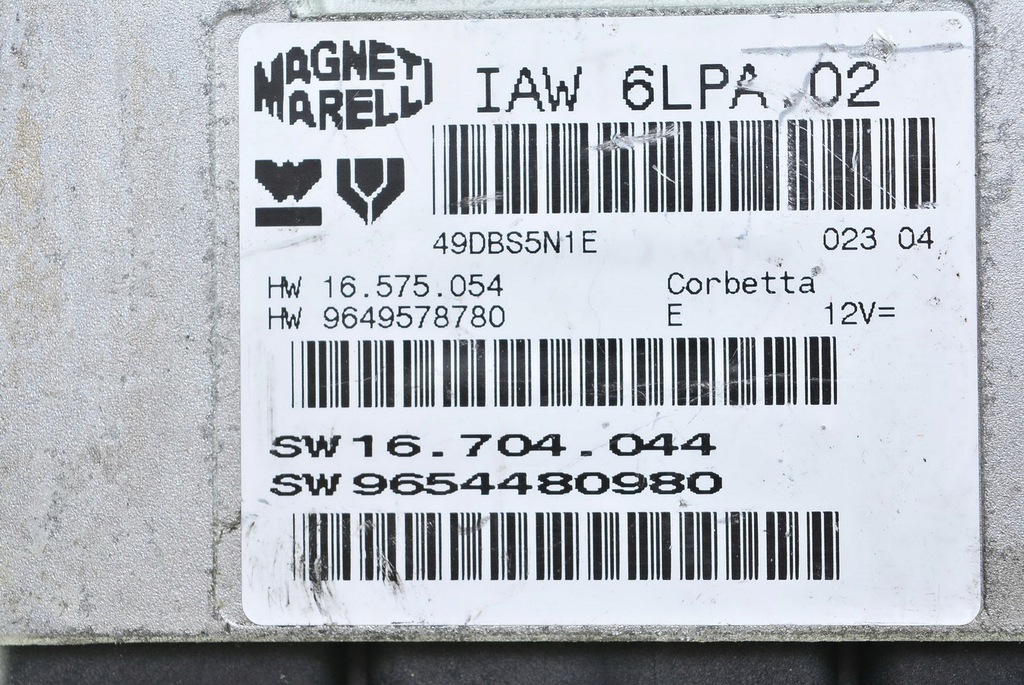 MAGNETI
MARELLI
IAW 6LPA.02
49DBS5N1E 023 04
HW 16.575.054 Corbetta
HW 9649578780 E 12V=
SW 16.704.044
SW 9654480980